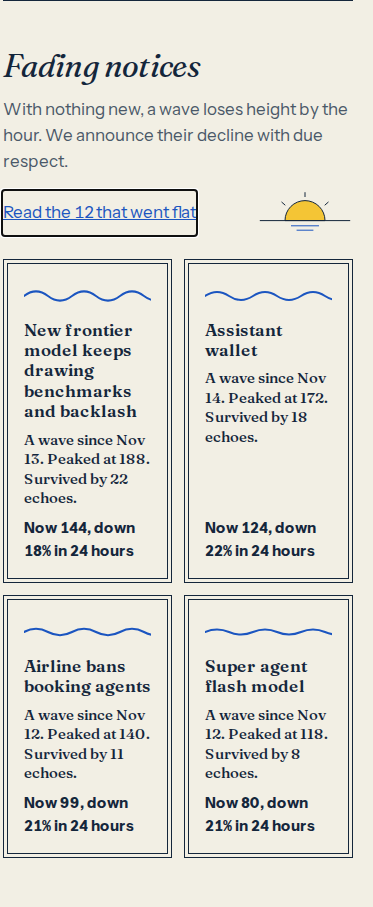 Fading notices
With nothing new, a wave loses height by the
hour. We announce their decline with due
respect.
Read the 12 that went flat
New frontier
model keeps
drawing
benchmarks
and backlash
A wave since Nov
13. Peaked at 188.
Survived by 22
echoes.
Now 144, down
18% in 24 hours
Assistant
wallet
A wave since Nov
14. Peaked at 172.
Survived by 18
echoes.
Now 124, down
22% in 24 hours
Airline bans
booking agents
A wave since Nov
12. Peaked at 140.
Survived by 11
echoes.
Now 99, down
21% in 24 hours
Super agent
flash model
A wave since Nov
12. Peaked at 118.
Survived by 8
echoes.
Now 80, down
21% in 24 hours